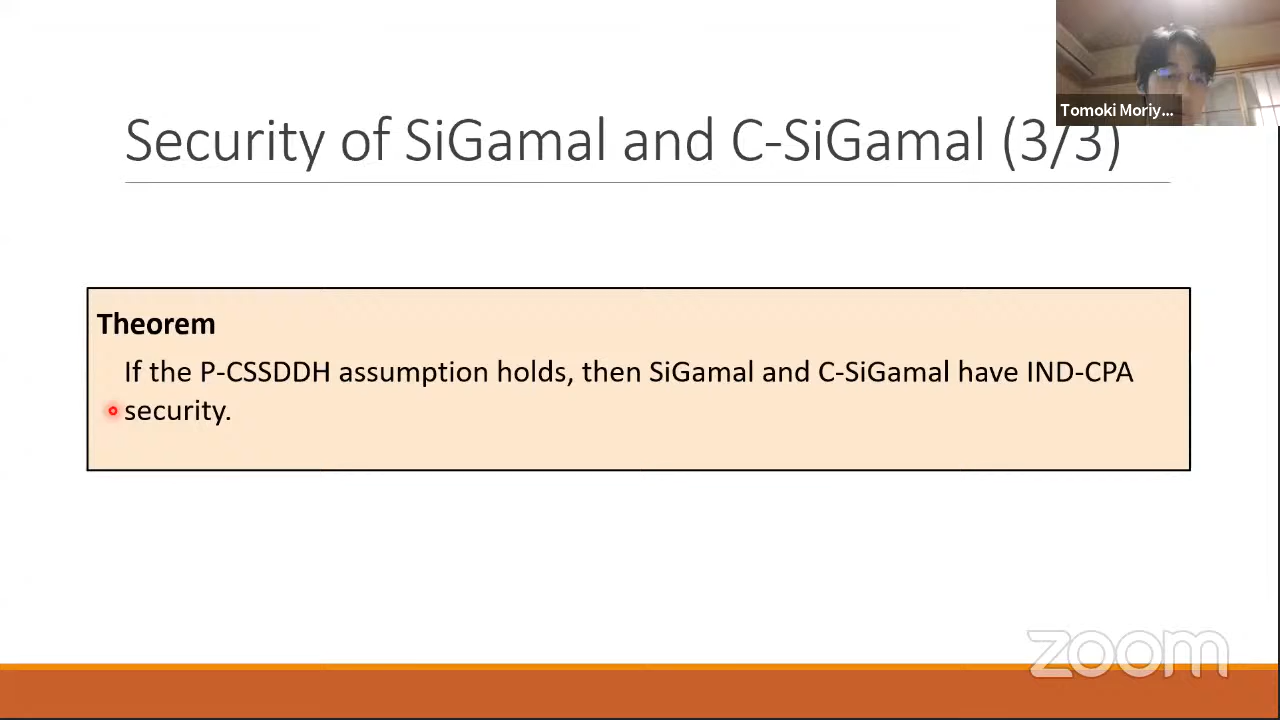 Tomoki Moriy...
Security of SiGamal and C-SiGamal (3/3)
Theorem
If the P-CSSDDH assumption holds, then SiGamal and C-SiGamal have IND-CPA
security.
zoom